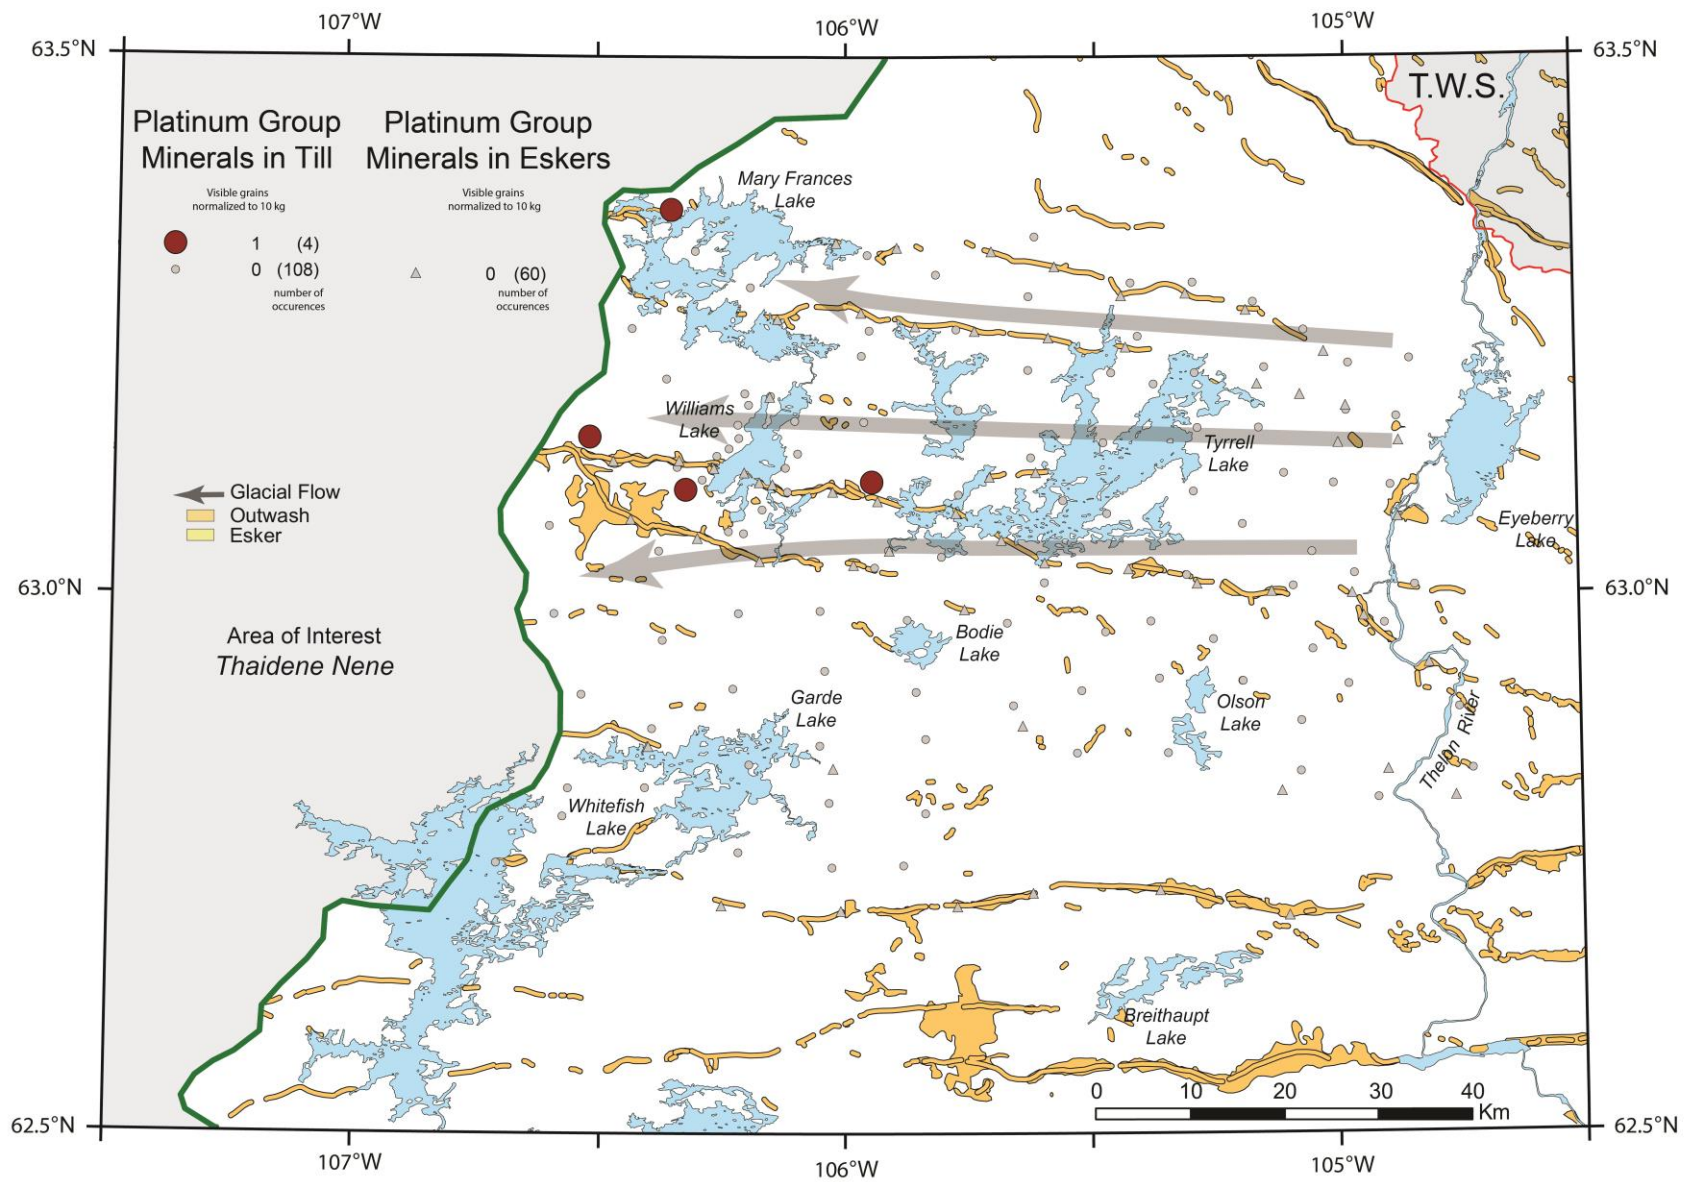 107°W
106°W
105°W
63.5°N
63.5°N
T.W.S.
Platinum Group
Minerals in Till
Visible grains
normalized to 10 kg
1 (4)
0 (108)
number of
occurences
Platinum Group
Minerals in Eskers
Visible grains
normalized to 10 kg
0 (60)
number of
occurences
Mary Frances
Lake
Williams
Lake
Tyrrell
Lake
Glacial Flow
Outwash
Esker
Eyeberry
Lake
63.0°N
63.0°N
Area of Interest
Thaidene Nene
Bodie
Lake
Garde
Lake
Olson
Lake
Thelon River
Whitefish
Lake
Breithaupt
Lake
0 10 20 30 40
Km
62.5°N
62.5°N
107°W
106°W
105°W